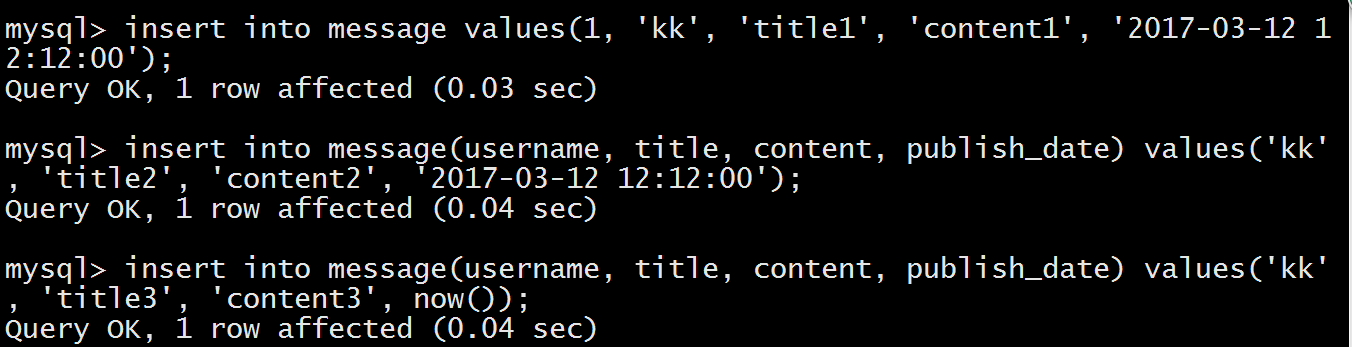 mysql> insert into message values(1, 'kk', 'title1', 'content1', '2017-03-12 1
2:12:00');
Query OK, 1 row affected (0.03 sec)
mysql> insert into message(username, title, content, publish_date) values('kk'
, 'title2', 'content2', '2017-03-12 12:12:00');
Query OK, 1 row affected (0.04 sec)
mysql> insert into message(username, title, content, publish_date) values('kk'
, 'title3', 'content3', now());
Query OK, 1 row affected (0.04 sec)